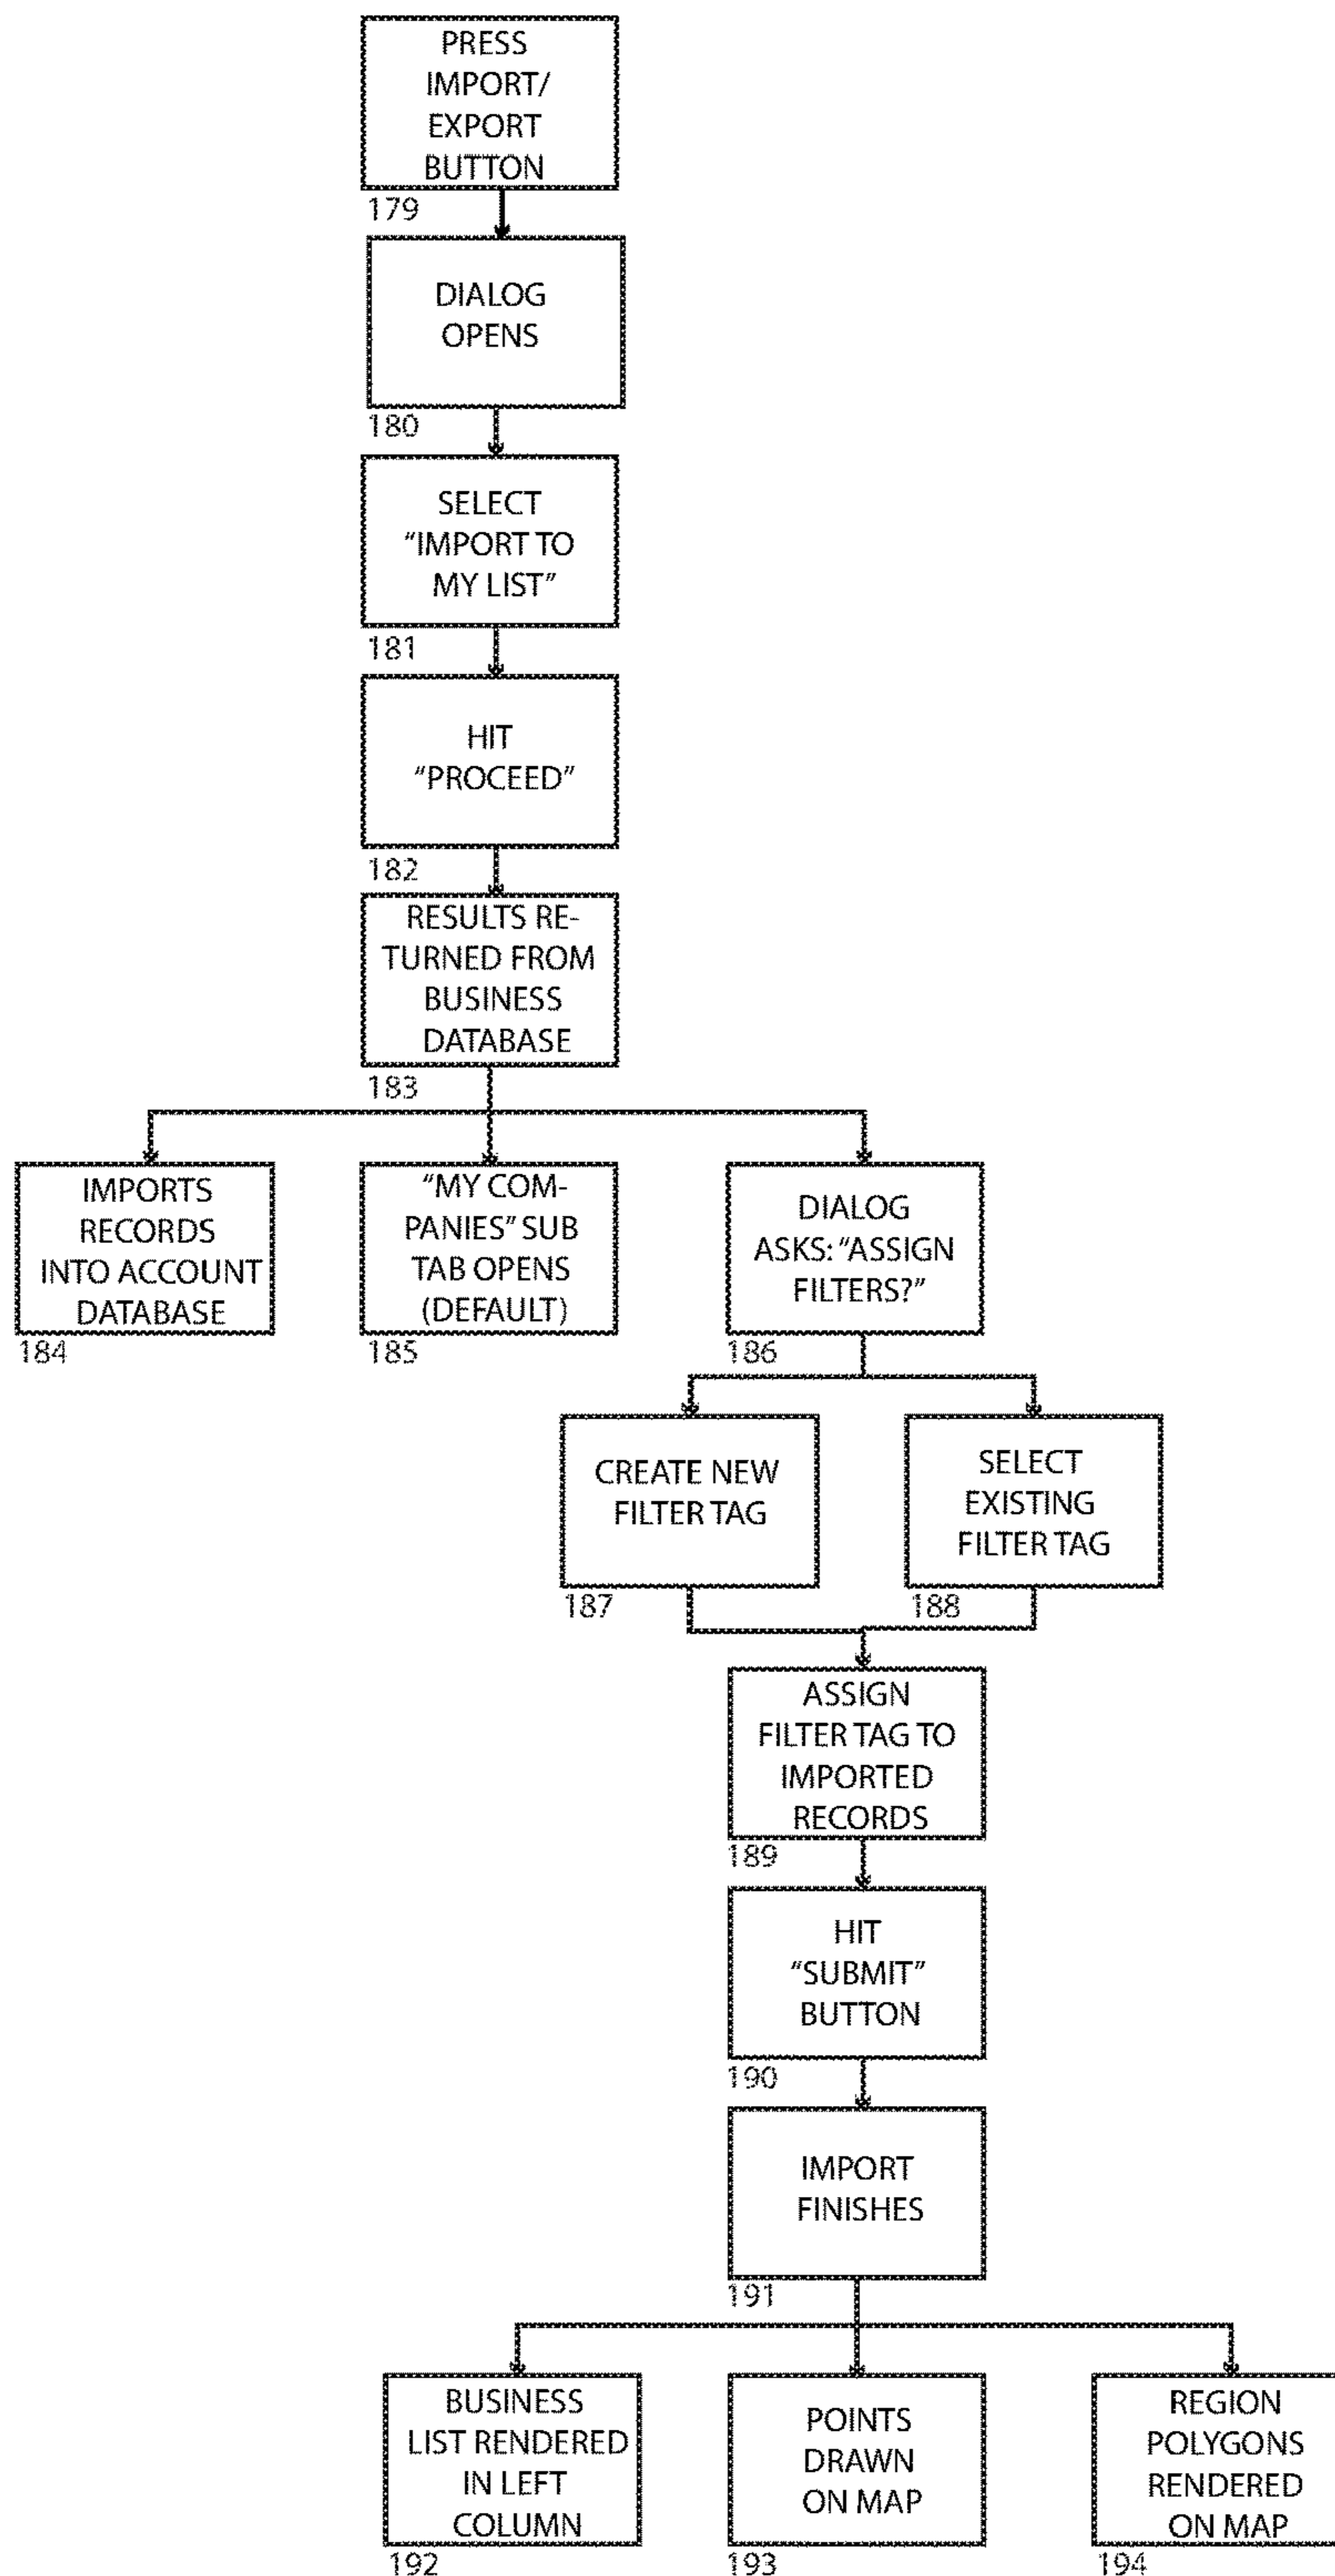 PRESS
IMPORT/
EXPORT
BUTTON
179
DIALOG
OPENS
180
SELECT
“IMPORT TO
MY LIST”
181
HIT
“PROCEED”
182
RESULTS RE-
TURNED FROM
BUSINESS
DATABASE
183
IMPORTS
RECORDS
INTO ACCOUNT
DATABASE
184
“MY COM-
PANIES” SUB
TAB OPENS
(DEFAULT)
185
DIALOG
ASKS: “ASSIGN
FILTERS?”
186
CREATE NEW
FILTER TAG
187
SELECT
EXISTING
FILTER TAG
188
ASSIGN
FILTER TAG TO
IMPORTED
RECORDS
189
HIT
“SUBMIT”
BUTTON
190
IMPORT
FINISHES
191
BUSINESS
LIST RENDERED
IN LEFT
COLUMN
192
POINTS
DRAWN
ON MAP
193
REGION
POLYGONS
RENDERED
ON MAP
194